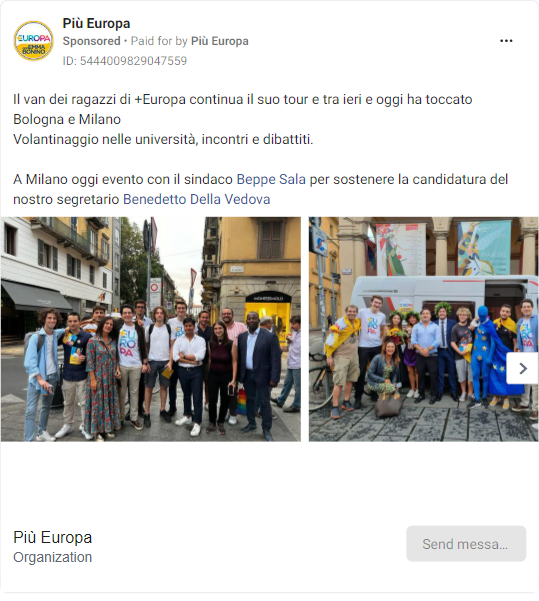 Più Europa
Sponsored • Paid for by Più Europa
ID: 5444009829047559
EUROPA
EMMA BONINO
Il van dei ragazzi di +Europa continua il suo tour e tra ieri e oggi ha toccato
Bologna e Milano
Volantinaggio nelle università, incontri e dibattiti.
A Milano oggi evento con il sindaco Beppe Sala per sostenere la candidatura del
nostro segretario Benedetto Della Vedova
Più Europa
Organization
Send messa...